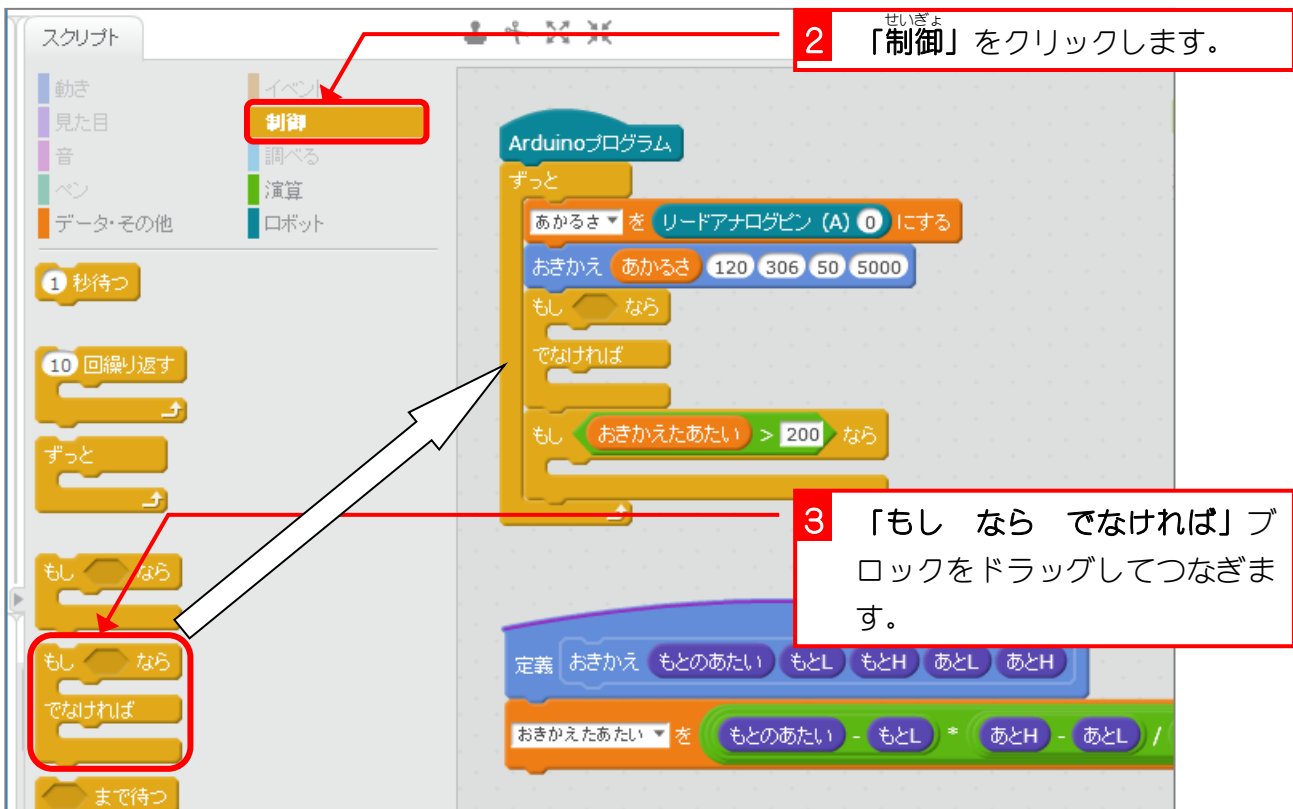 スクリプト
動き
イベント
見た目
制御
音
調べる
ペン
演算
データ・その他
ロボット
1 秒待つ
10 回繰り返す
ずっと
もし なら
もし なら
でなければ
まで待つ
Arduinoプログラム
ずっと
あかるさ を リードアナログピン (A) 0 にする
おきかえ あかるさ 120 306 50 5000
もし なら
でなければ
もし おきかえたあたい > 200 なら
定義 おきかえ もとのあたい もとL もとH あとL あとH
おきかえたあたい を もとのあたい - もとL * あとH - あとL /
せいぎょ
2 「制御」をクリックします。
3 「もし なら でなければ」ブ
ロックをドラッグしてつなぎま
す。